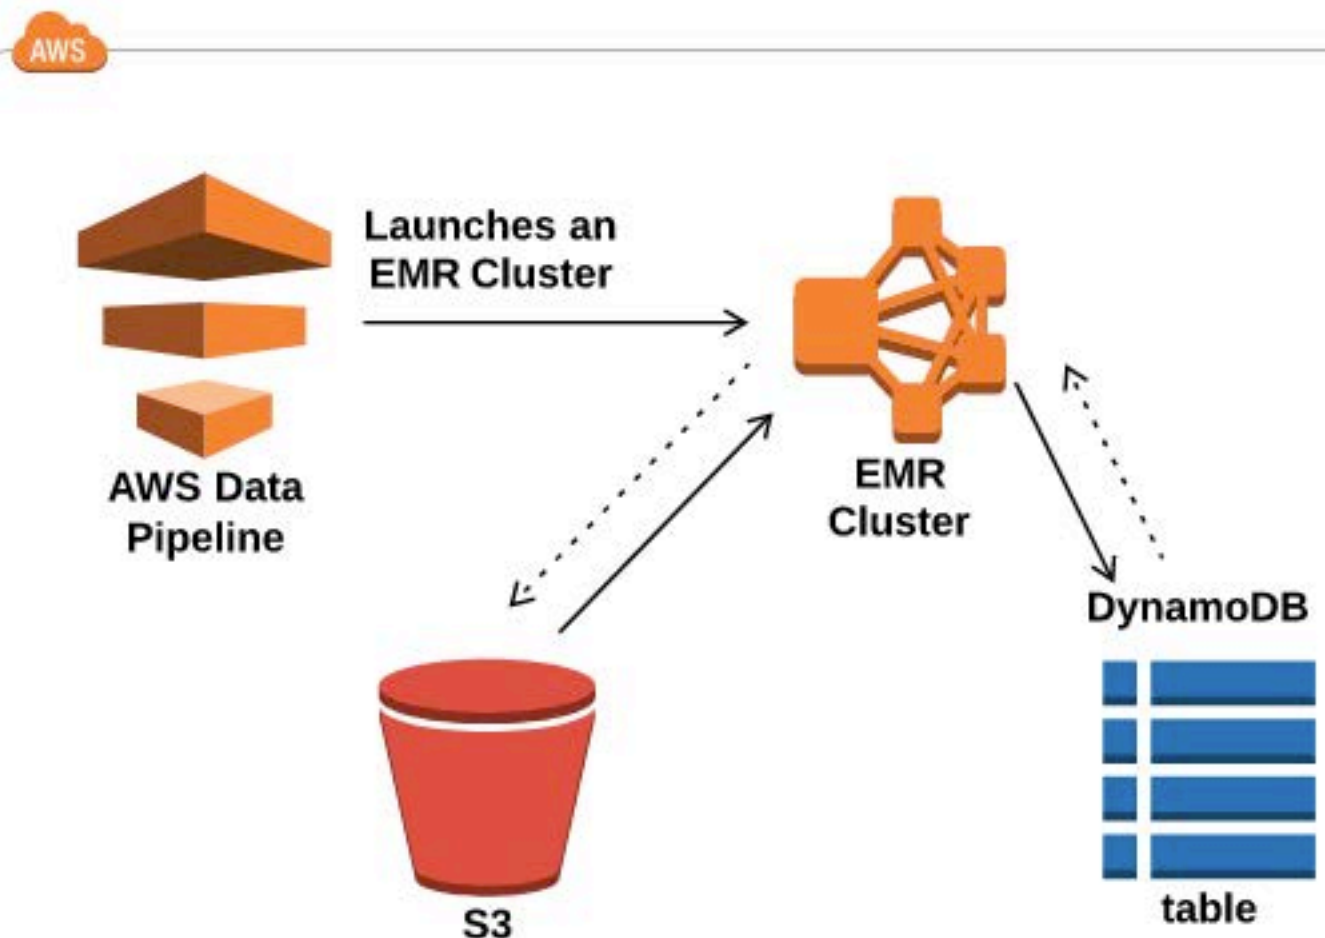 AWS
Launches an
EMR Cluster
AWS Data
Pipeline
EMR
Cluster
DynamoDB
table
S3